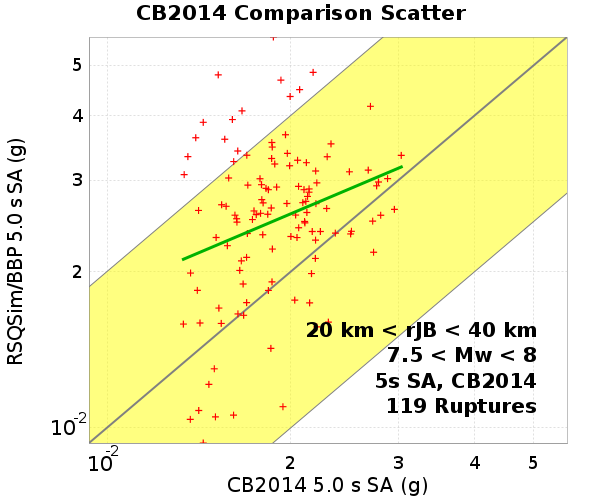 CB2014 Comparison Scatter
RSQSim/BBP 5.0 s SA (g)
5
4
3
2
10-2
20 km < rJB < 40 km
7.5 < Mw < 8
5s SA, CB2014
119 Ruptures
10-2 2 3 4 5
CB2014 5.0 s SA (g)